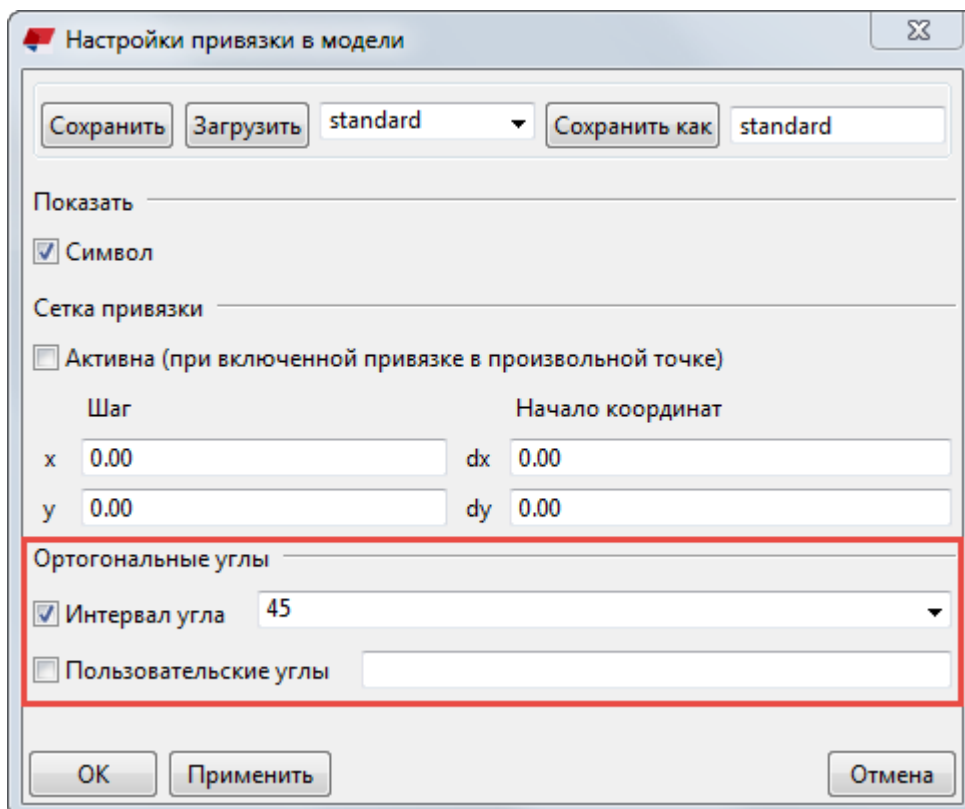 Настройки привязки в модели
Сохранить Загрузить standard Сохранить как standard
Показать
Символ
Сетка привязки
Активна (при включенной привязке в произвольной точке)
Шаг Начало координат
x 0.00 dx 0.00
y 0.00 dy 0.00
Ортогональные углы
Интервал угла 45
Пользовательские углы
ОК Применить Отмена